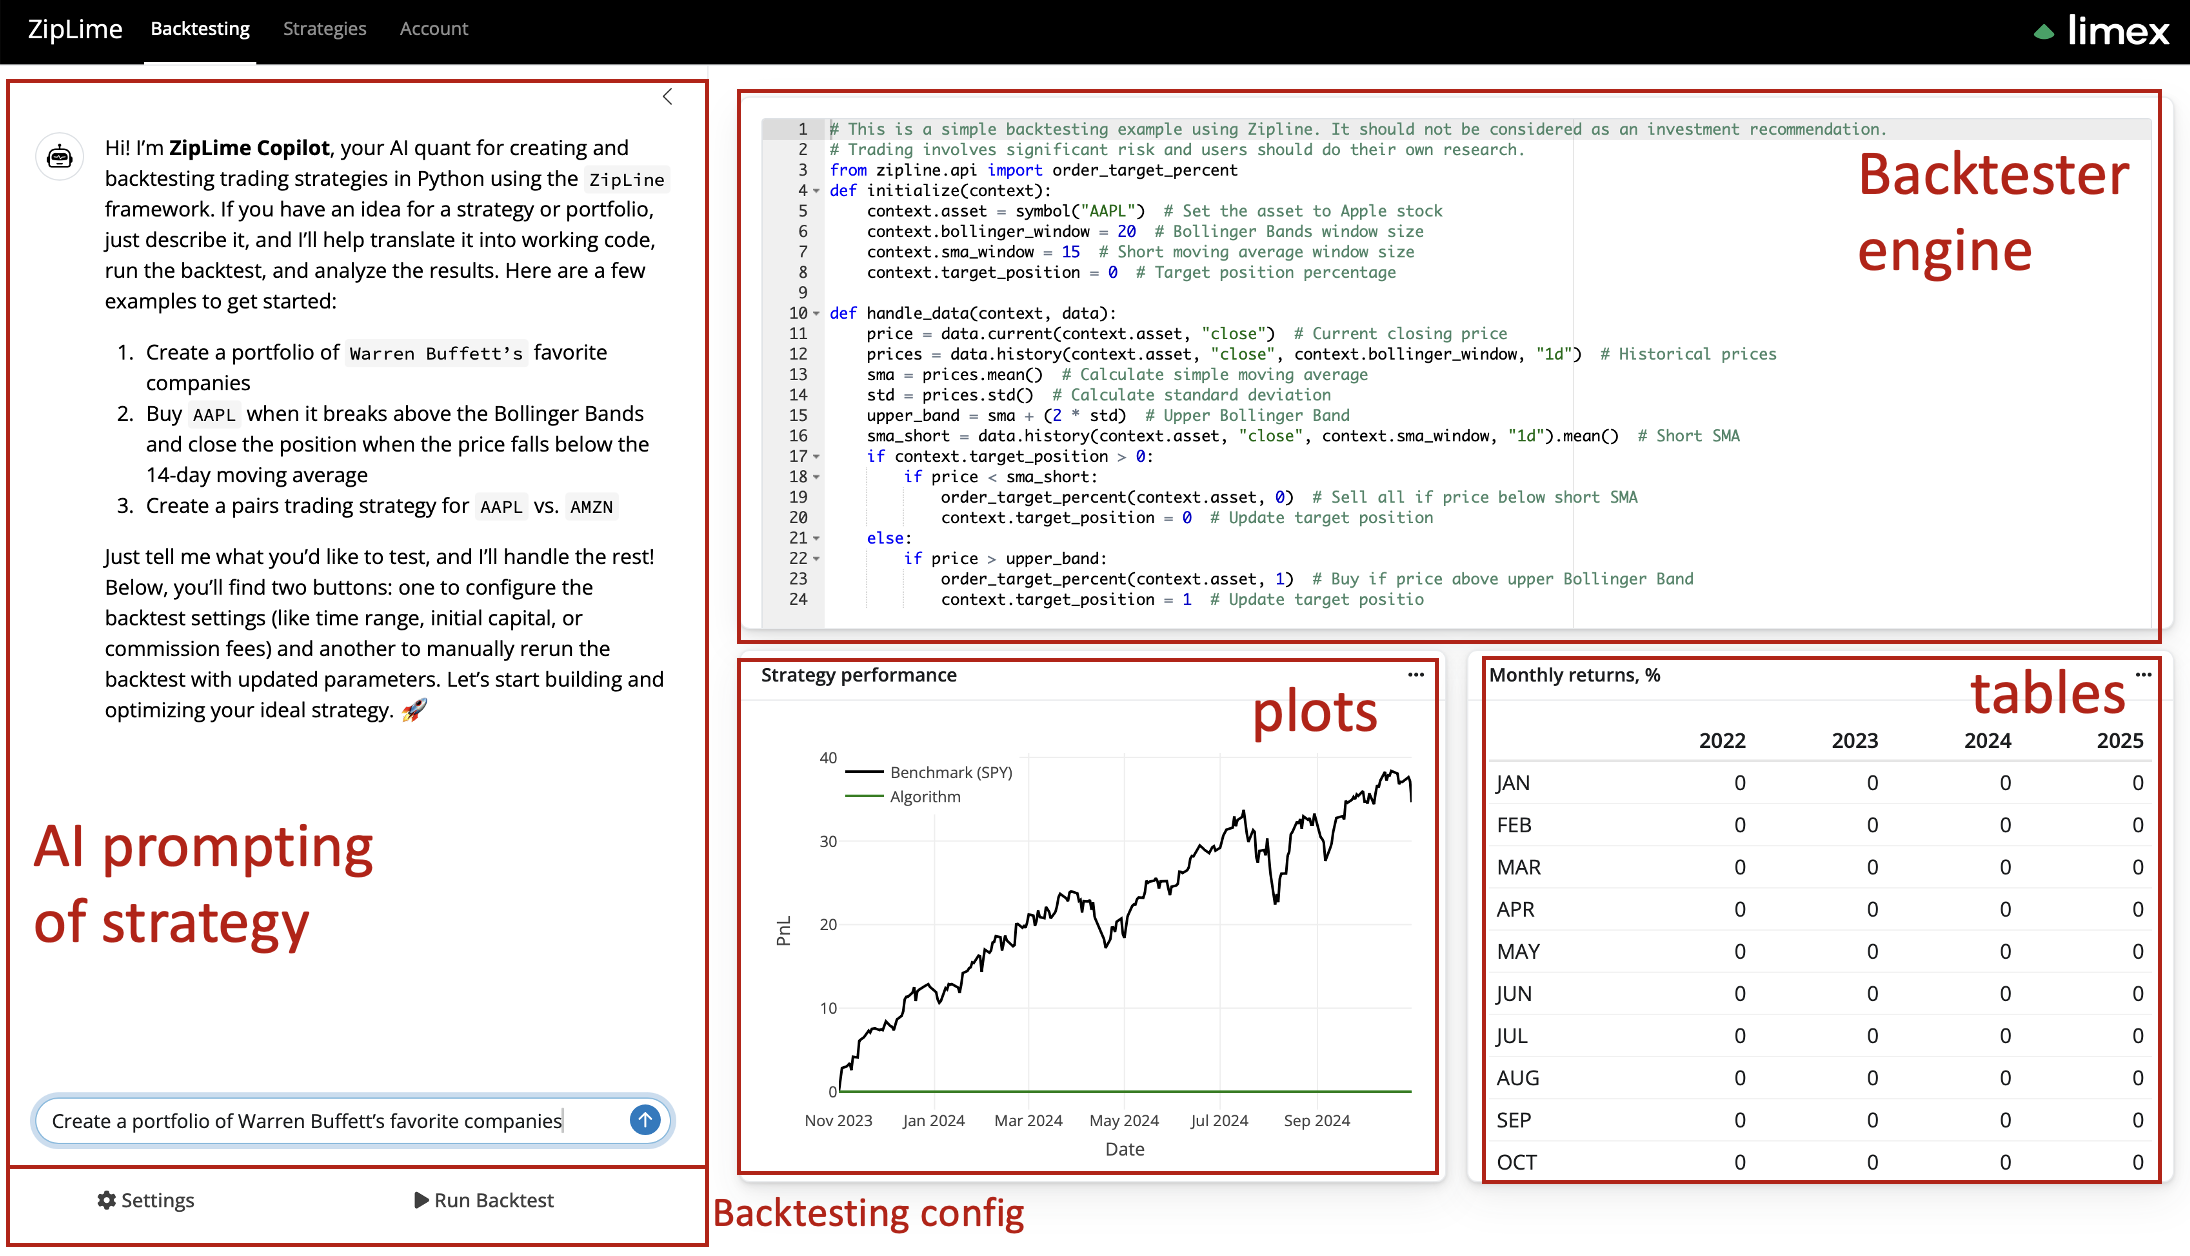 ZipLime Backtesting Strategies Account
limex
Hi! I’m ZipLime Copilot, your AI quant for creating and
backtesting trading strategies in Python using the ZipLine
framework. If you have an idea for a strategy or portfolio,
just describe it, and I’ll help translate it into working code,
run the backtest, and analyze the results. Here are a few
examples to get started:
1. Create a portfolio of Warren Buffett’s favorite
companies
2. Buy AAPL when it breaks above the Bollinger Bands
and close the position when the price falls below the
14-day moving average
3. Create a pairs trading strategy for AAPL vs. AMZN
Just tell me what you’d like to test, and I’ll handle the rest!
Below, you’ll find two buttons: one to configure the
backtest settings (like time range, initial capital, or
commission fees) and another to manually rerun the
backtest with updated parameters. Let’s start building and
optimizing your ideal strategy. 🚀
AI prompting
of strategy
Create a portfolio of Warren Buffett’s favorite companies
Settings Run Backtest
Backtesting config
1 # This is a simple backtesting example using Zipline. It should not be considered as an investment recommendation.
2 # Trading involves significant risk and users should do their own research.
3 from zipline.api import order_target_percent
4 def initialize(context):
5 context.asset = symbol("AAPL") # Set the asset to Apple stock
6 context.bollinger_window = 20 # Bollinger Bands window size
7 context.sma_window = 15 # Short moving average window size
8 context.target_position = 0 # Target position percentage
9
10 def handle_data(context, data):
11 price = data.current(context.asset, "close") # Current closing price
12 prices = data.history(context.asset, "close", context.bollinger_window, "1d") # Historical prices
13 sma = prices.mean() # Calculate simple moving average
14 std = prices.std() # Calculate standard deviation
15 upper_band = sma + (2 * std) # Upper Bollinger Band
16 sma_short = data.history(context.asset, "close", context.sma_window, "1d").mean() # Short SMA
17 if context.target_position > 0:
18 if price < sma_short:
19 order_target_percent(context.asset, 0) # Sell all if price below short SMA
20 context.target_position = 0 # Update target position
21 else:
22 if price > upper_band:
23 order_target_percent(context.asset, 1) # Buy if price above upper Bollinger Band
24 context.target_position = 1 # Update target positio
Backtester
engine
Strategy performance
plots
Benchmark (SPY)
Algorithm
PnL
40
30
20
10
0
Nov 2023 Jan 2024 Mar 2024 May 2024 Jul 2024 Sep 2024
Date
Monthly returns, %
tables
2022 2023 2024 2025
JAN 0 0 0 0
FEB 0 0 0 0
MAR 0 0 0 0
APR 0 0 0 0
MAY 0 0 0 0
JUN 0 0 0 0
JUL 0 0 0 0
AUG 0 0 0 0
SEP 0 0 0 0
OCT 0 0 0 0